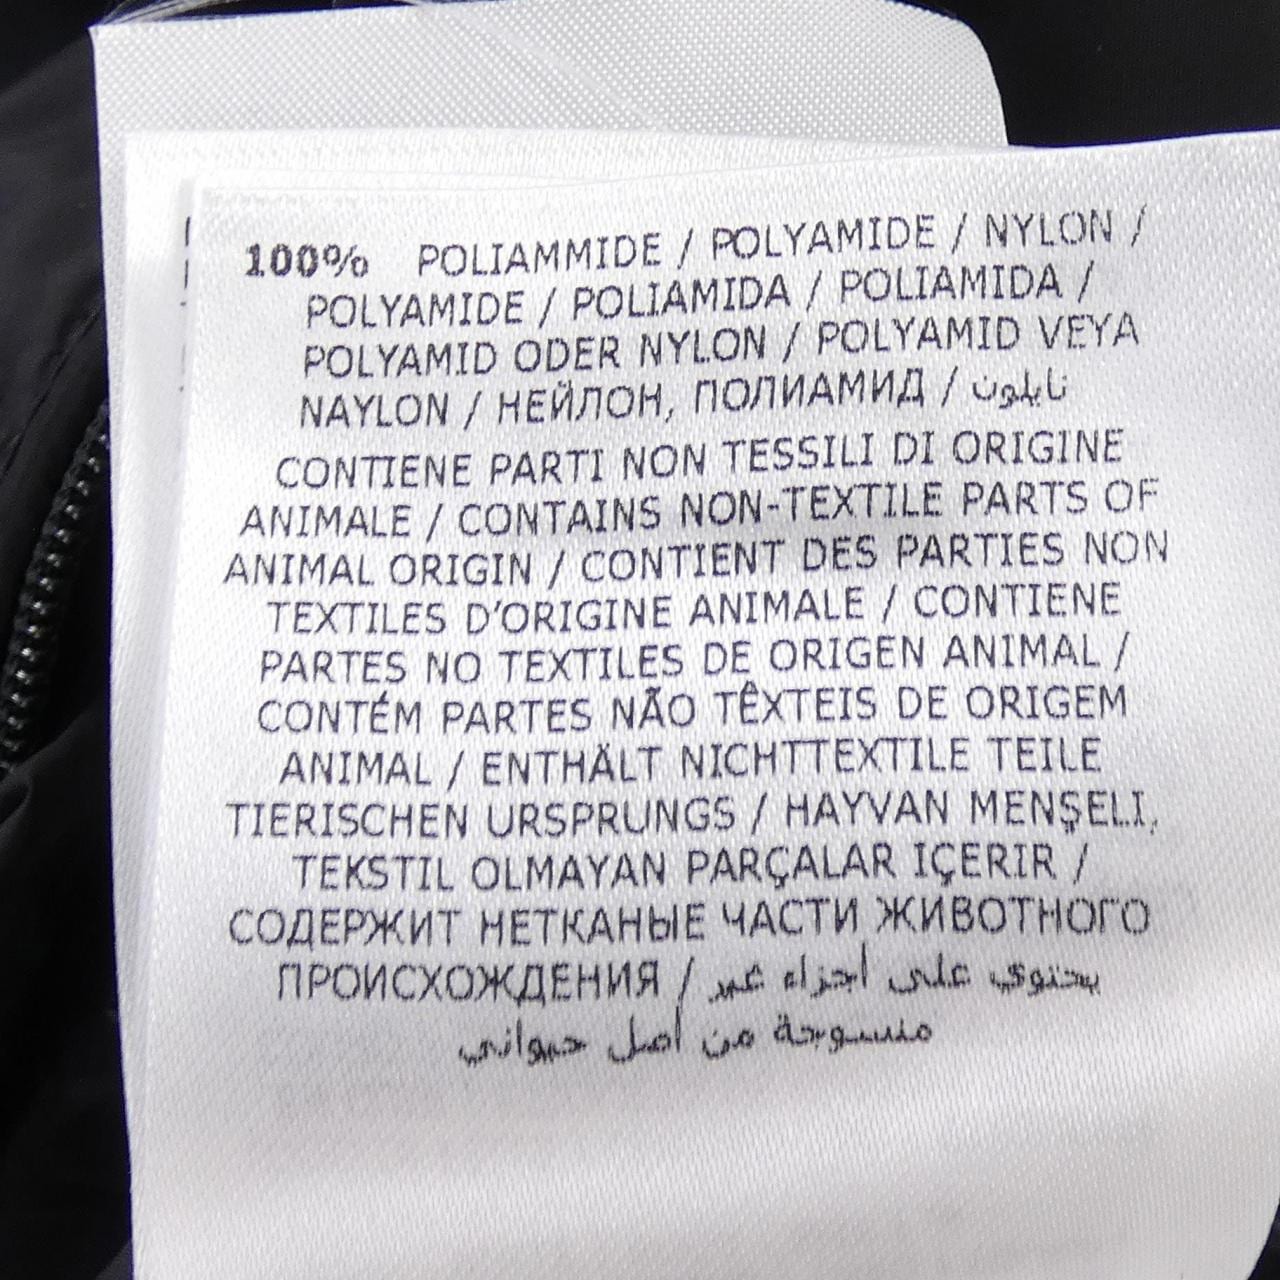 100% POLIAMMIDE / POLYAMIDE / NYLON /
POLYAMIDE / POLIAMIDA / POLIAMIDA /
POLYAMID ODER NYLON / POLYAMID VEYA
NAYLON / НЕЙЛОН, ПОЛИАМИД / نايلون
CONTIENE PARTI NON TESSILI DI ORIGINE
ANIMALE / CONTAINS NON-TEXTILE PARTS OF
ANIMAL ORIGIN / CONTIENT DES PARTIES NON
TEXTILES D'ORIGINE ANIMALE / CONTIENE
PARTES NO TEXTILES DE ORIGEN ANIMAL /
CONTÉM PARTES NÃO TÊXTEIS DE ORIGEM
ANIMAL / ENTHÄLT NICHTTEXTILE TEILE
TIERISCHEN URSPRUNGS / HAYVAN MENŞELI,
TEKSTIL OLMAYAN PARÇALAR IÇERIR /
СОДЕРЖИТ НЕТКАНЫЕ ЧАСТИ ЖИВОТНОГО
ПРОИСХОЖДЕНИЯ / يحتوي على أجزاء غير
منسوجة من أصل حيواني